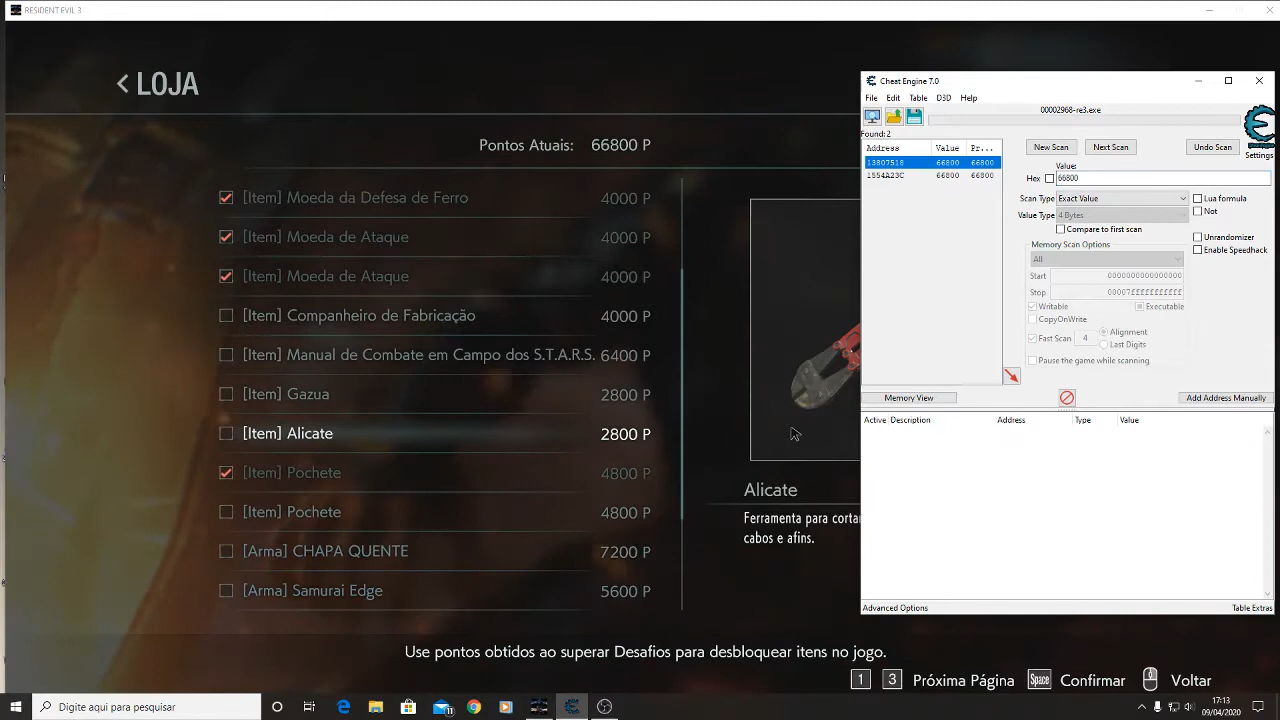 RESIDENT EVIL 3
< LOJA
Pontos Atuais: 66800 P
[Item] Moeda da Defesa de Ferro 4000 P
[Item] Moeda de Ataque 4000 P
[Item] Moeda de Ataque 4000 P
[Item] Companheiro de Fabricação 4000 P
[Item] Manual de Combate em Campo dos S.T.A.R.S. 6400 P
[Item] Gazua 2800 P
[Item] Alicate 2800 P
[Item] Pochete 4800 P
[Item] Pochete 4800 P
[Arma] CHAPA QUENTE 7200 P
[Arma] Samurai Edge 5600 P
Alicate
Ferramenta para cortar
cabos e afins.
Use pontos obtidos ao superar Desafios para desbloquear itens no jogo.
1 3 Próxima Página Space Confirmar Voltar
Cheat Engine 7.0
File Edit Table D3D Help
00002968-re3.exe
Found: 2
Address Value Pr...
13807518 66800 66800
1554A23C 66800 66800
New Scan Next Scan Undo Scan
Settings
Value:
Hex 66800
Scan Type Exact Value
Value Type 4 Bytes
Compare to first scan
Lua formula
Not
Unrandomizer
Enable Speedhack
Memory Scan Options
All
Start 0000000000000000
Stop 00007fffffffffff
Writable Executable
CopyOnWrite
Fast Scan 4 Alignment
Last Digits
Pause the game while scanning
Memory View Add Address Manually
Active Description Address Type Value
Advanced Options Table Extras
Digite aqui para pesquisar
17:13
09/04/2020